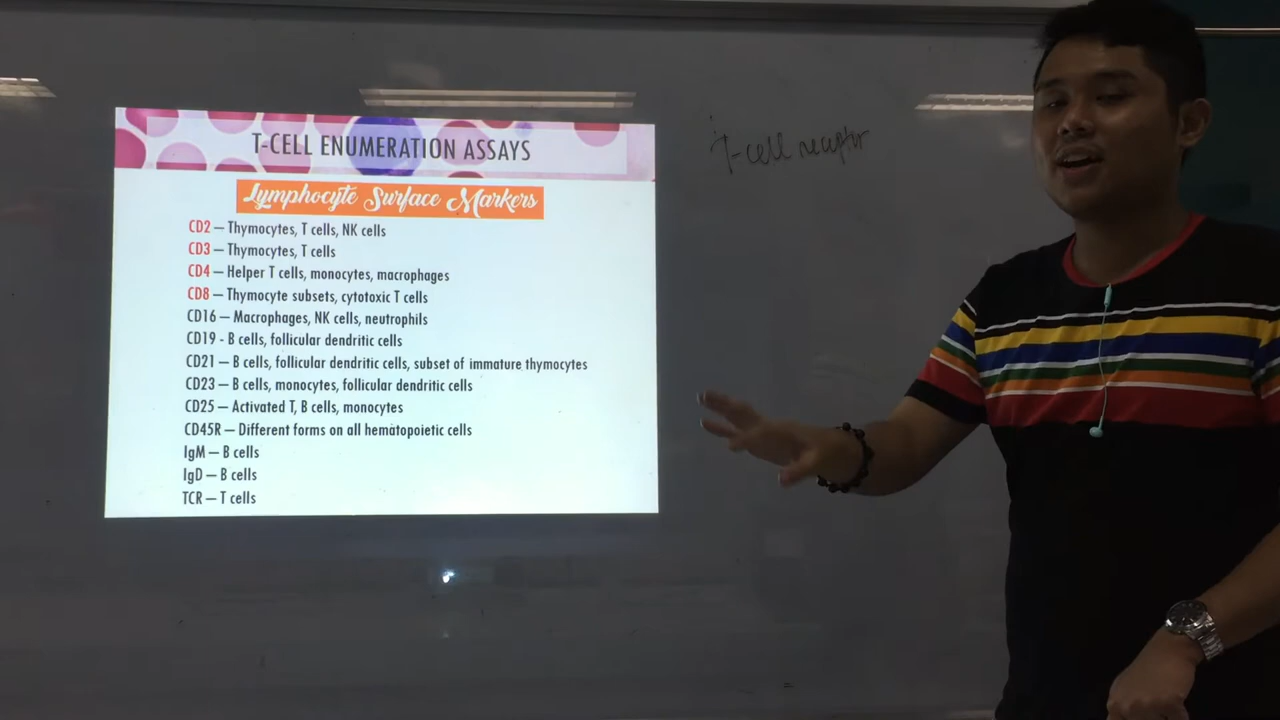 T-CELL ENUMERATION ASSAYS
Lymphocyte Surface Markers
CD2 – Thymocytes, T cells, NK cells
CD3 – Thymocytes, T cells
CD4 – Helper T cells, monocytes, macrophages
CD8 – Thymocyte subsets, cytotoxic T cells
CD16 – Macrophages, NK cells, neutrophils
CD19 - B cells, follicular dendritic cells
CD21 – B cells, follicular dendritic cells, subset of immature thymocytes
CD23 – B cells, monocytes, follicular dendritic cells
CD25 – Activated T, B cells, monocytes
CD45R – Different forms on all hematopoietic cells
IgM – B cells
IgD – B cells
TCR – T cells
T-cell receptor